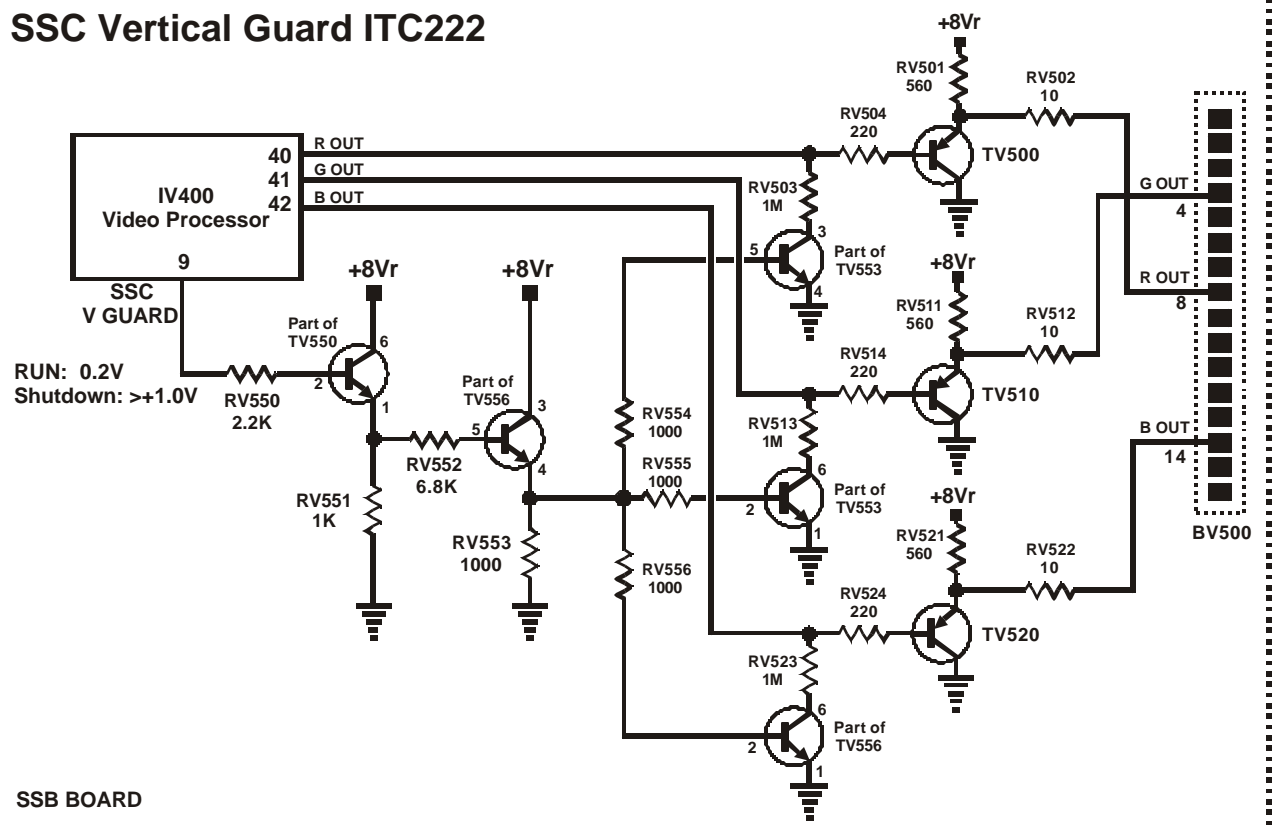 SSC Vertical Guard ITC222
+8Vr
RV501
560
RV502
10
RV504
220
TV500
R OUT
40
G OUT
41
B OUT
42
IV400
Video Processor
9
RV503
1M
3
5
4
Part of
TV553
G OUT
4
R OUT
8
B OUT
14
BV500
SSC
V GUARD
+8Vr
+8Vr
+8Vr
RV511
560
RV512
10
RV514
220
TV510
Part of
TV550
6
2
1
RUN: 0.2V
Shutdown: >+1.0V
RV550
2.2K
Part of
TV556
3
5
4
RV552
6.8K
RV551
1K
RV553
1000
RV554
1000
RV555
1000
RV556
1000
RV513
1M
6
2
1
Part of
TV553
+8Vr
RV521
560
RV522
10
RV524
220
TV520
RV523
1M
6
2
1
Part of
TV556
SSB BOARD